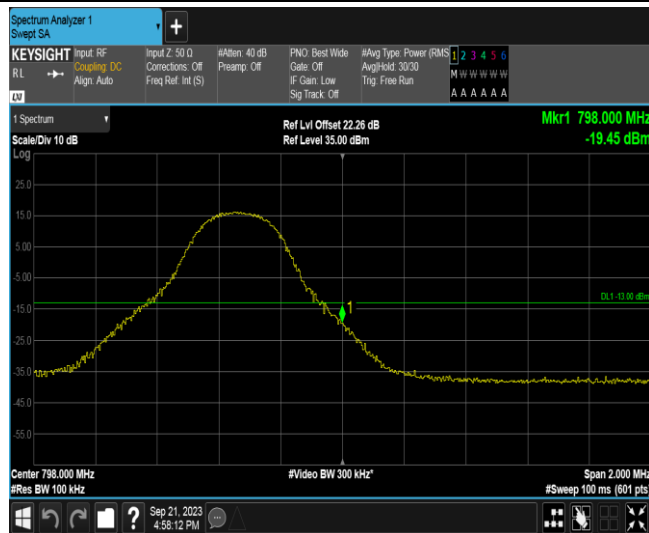 Spectrum Analyzer 1
Swept SA
+
KEYSIGHT
RL
Input: RF
Coupling: DC
Align: Auto
Input Z: 50 Ω
Corrections: Off
Freq Ref: Int (S)
#Atten: 40 dB
Preamp: Off
PNO: Best Wide
Gate: Off
IF Gain: Low
Sig Track: Off
#Avg Type: Power (RMS
Avg|Hold: 30/30
Trig: Free Run
1 2 3 4 5 6
M W W W W W
A A A A A A
LXI
1 Spectrum
Scale/Div 10 dB
Ref Lvl Offset 22.26 dB
Ref Level 35.00 dBm
Mkr1 798.000 MHz
-19.45 dBm
Log
25.0
15.0
5.00
-5.00
DL1 -13.00 dBm
1
-15.0
-25.0
-35.0
-45.0
-55.0
Center 798.000 MHz
#Res BW 100 kHz
#Video BW 300 kHz*
Span 2.000 MHz
#Sweep 100 ms (601 pts)
?
Sep 21, 2023
4:58:12 PM